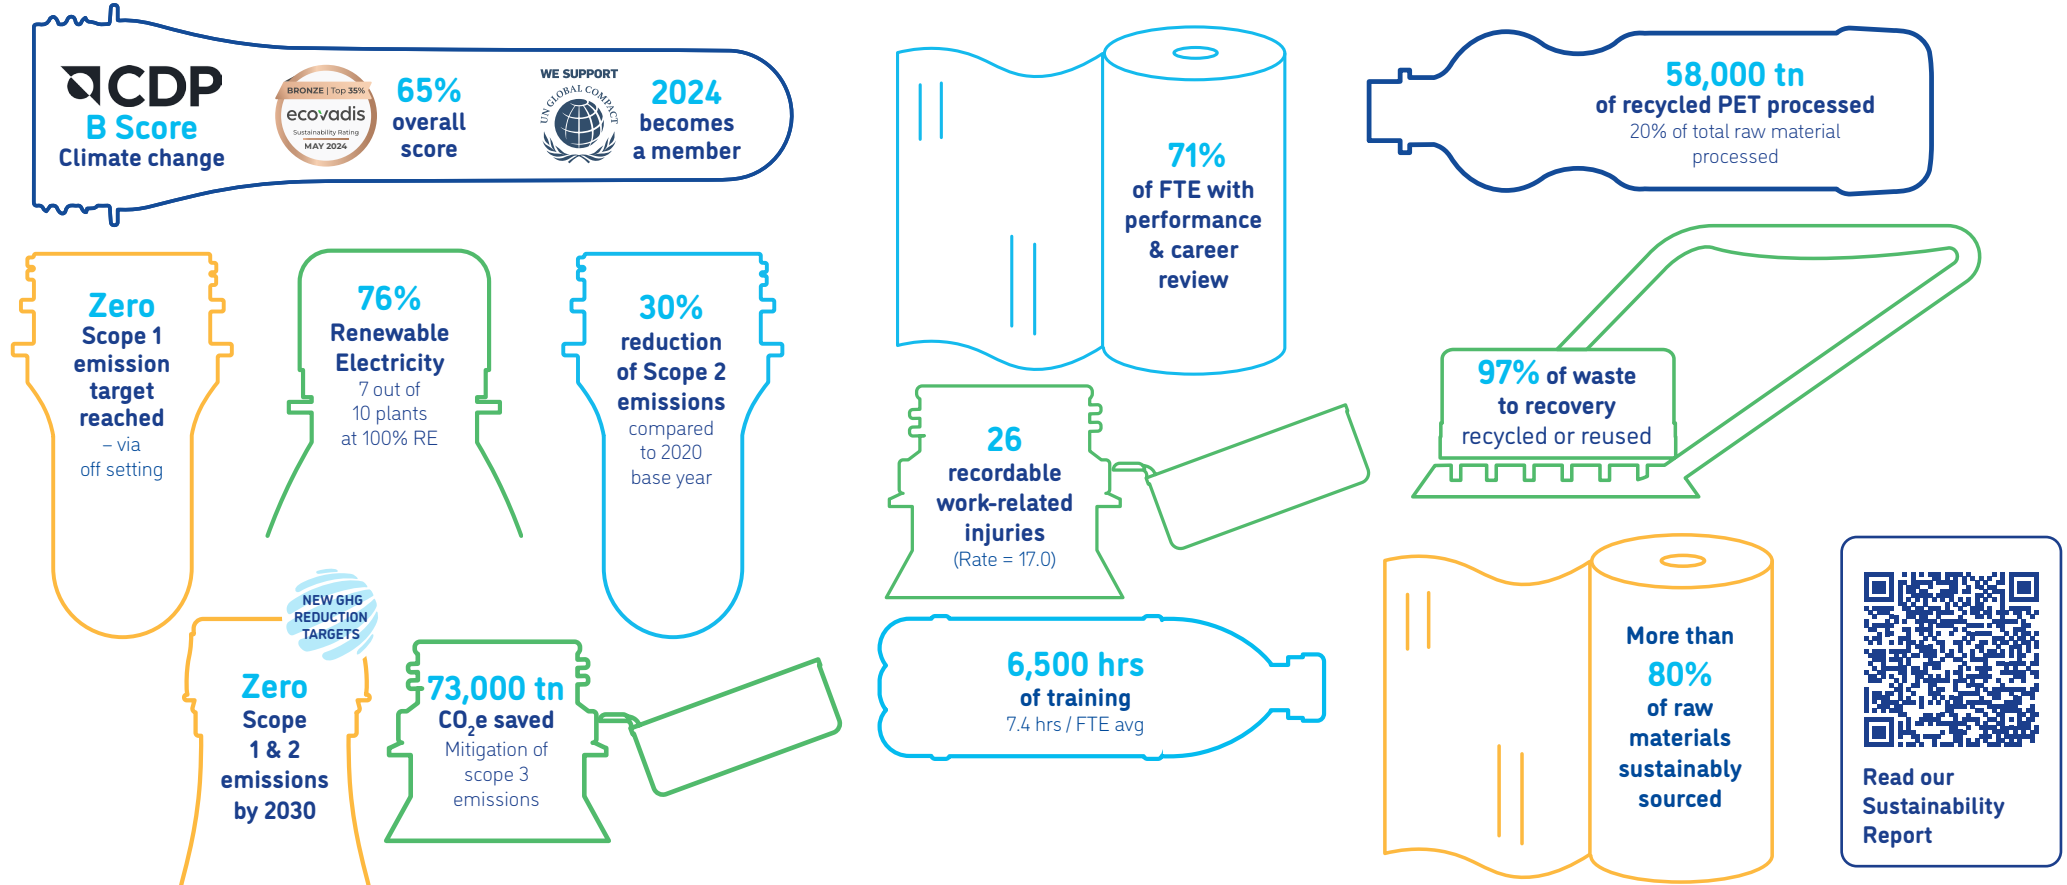 CDP
B Score
Climate change
BRONZE | Top 35%
ecovadis
Sustainability Rating
MAY 2024
65%
overall
score
WE SUPPORT
UN GLOBAL COMPACT
2024
becomes
a member
71%
of FTE with
performance
& career
review
58,000 tn
of recycled PET processed
20% of total raw material
processed
Zero
Scope 1
emission
target
reached
– via
off setting
76%
Renewable
Electricity
7 out of
10 plants
at 100% RE
30%
reduction
of Scope 2
emissions
compared
to 2020
base year
26
recordable
work-related
injuries
(Rate = 17.0)
97% of waste
to recovery
recycled or reused
NEW GHG
REDUCTION
TARGETS
Zero
Scope
1 & 2
emissions
by 2030
73,000 tn
CO2e saved
Mitigation of
scope 3
emissions
6,500 hrs
of training
7.4 hrs / FTE avg
More than
80%
of raw
materials
sustainably
sourced
Read our
Sustainability
Report